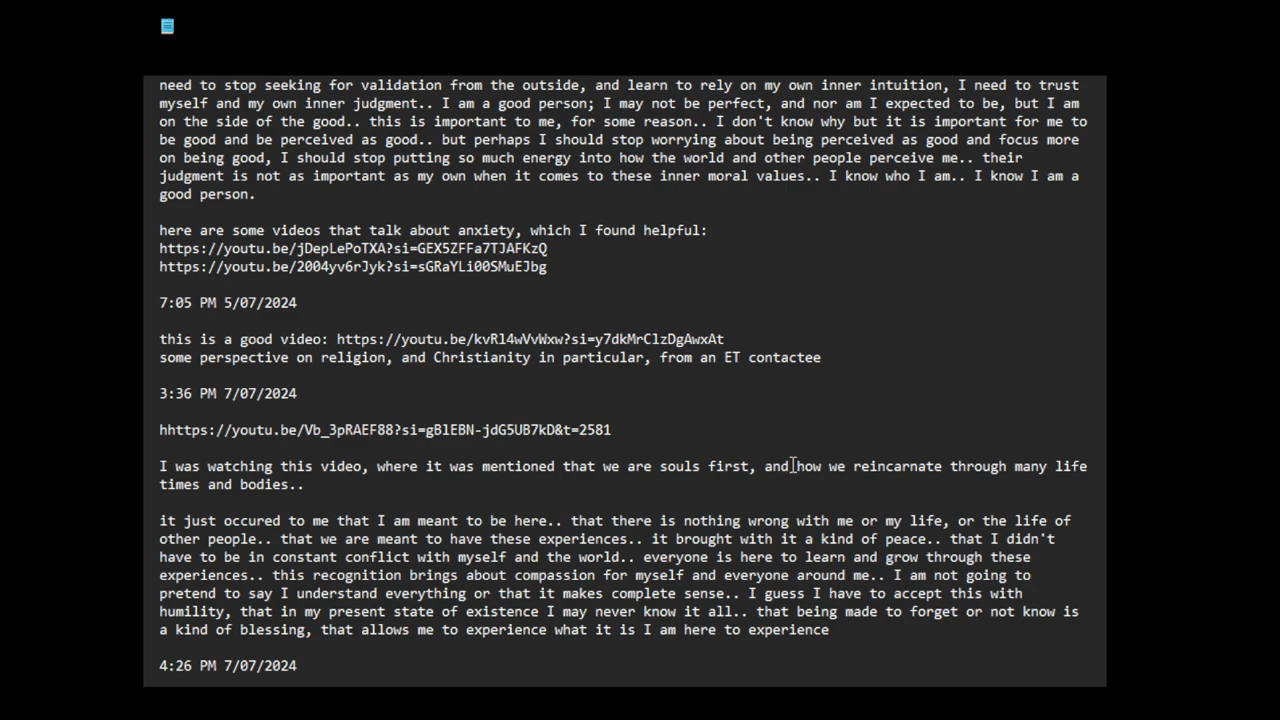 need to stop seeking for validation from the outside, and learn to rely on my own inner intuition, I need to trust
myself and my own inner judgment.. I am a good person; I may not be perfect, and nor am I expected to be, but I am
on the side of the good.. this is important to me, for some reason.. I don't know why but it is important for me to
be good and be perceived as good.. but perhaps I should stop worrying about being perceived as good and focus more
on being good, I should stop putting so much energy into how the world and other people perceive me.. their
judgment is not as important as my own when it comes to these inner moral values.. I know who I am.. I know I am a
good person.
here are some videos that talk about anxiety, which I found helpful:
https://youtu.be/jDepLePoTXA?si=GEX5ZFFa7TJAFKzQ
https://youtu.be/2004yv6rJyk?si=sGRaYLi00SMuEJbg
7:05 PM 5/07/2024
this is a good video: https://youtu.be/kvRl4wVvWxw?si=y7dkMrClzDgAwxAt
some perspective on religion, and Christianity in particular, from an ET contactee
3:36 PM 7/07/2024
hhttps://youtu.be/Vb_3pRAEF88?si=gBlEBN-jdG5UB7kD&t=2581
I was watching this video, where it was mentioned that we are souls first, and how we reincarnate through many life
times and bodies..
it just occured to me that I am meant to be here.. that there is nothing wrong with me or my life, or the life of
other people.. that we are meant to have these experiences.. it brought with it a kind of peace.. that I didn't
have to be in constant conflict with myself and the world.. everyone is here to learn and grow through these
experiences.. this recognition brings about compassion for myself and everyone around me.. I am not going to
pretend to say I understand everything or that it makes complete sense.. I guess I have to accept this with
humility, that in my present state of existence I may never know it all.. that being made to forget or not know is
a kind of blessing, that allows me to experience what it is I am here to experience
4:26 PM 7/07/2024